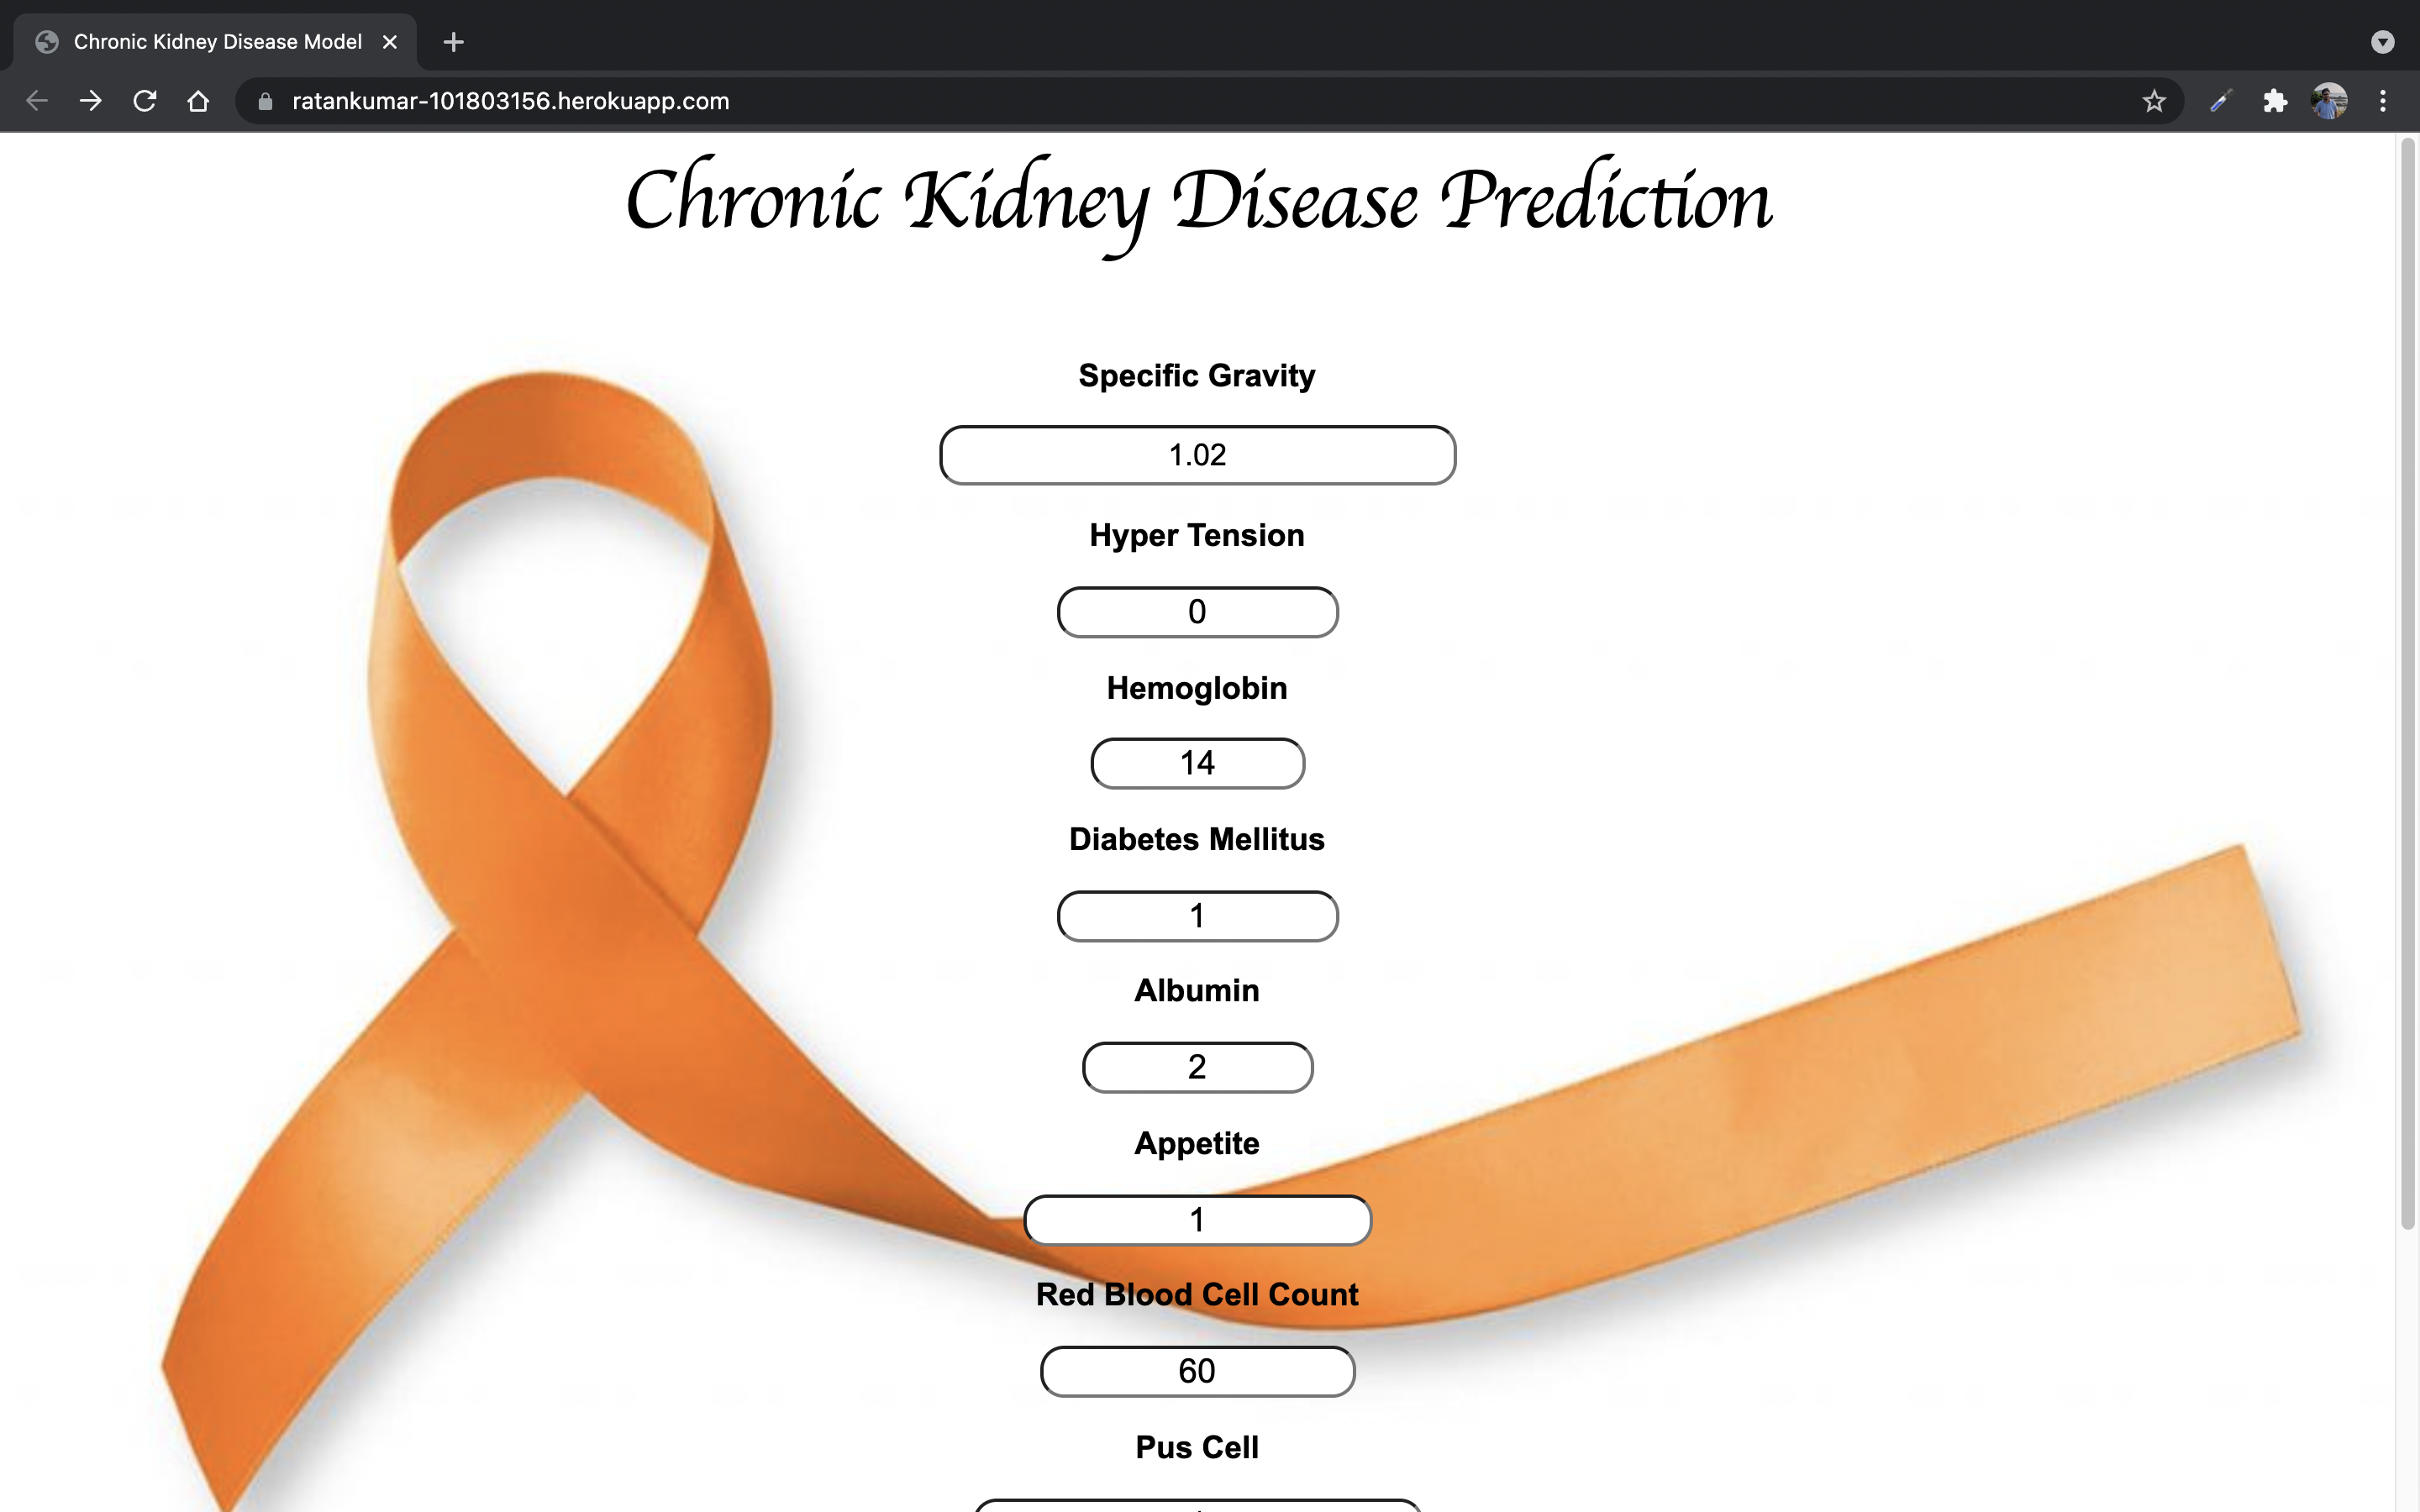 Chronic Kidney Disease Model
ratankumar-101803156.herokuapp.com
Chronic Kidney Disease Prediction
Specific Gravity
1.02
Hyper Tension
0
Hemoglobin
14
Diabetes Mellitus
1
Albumin
2
Appetite
1
Red Blood Cell Count
60
Pus Cell